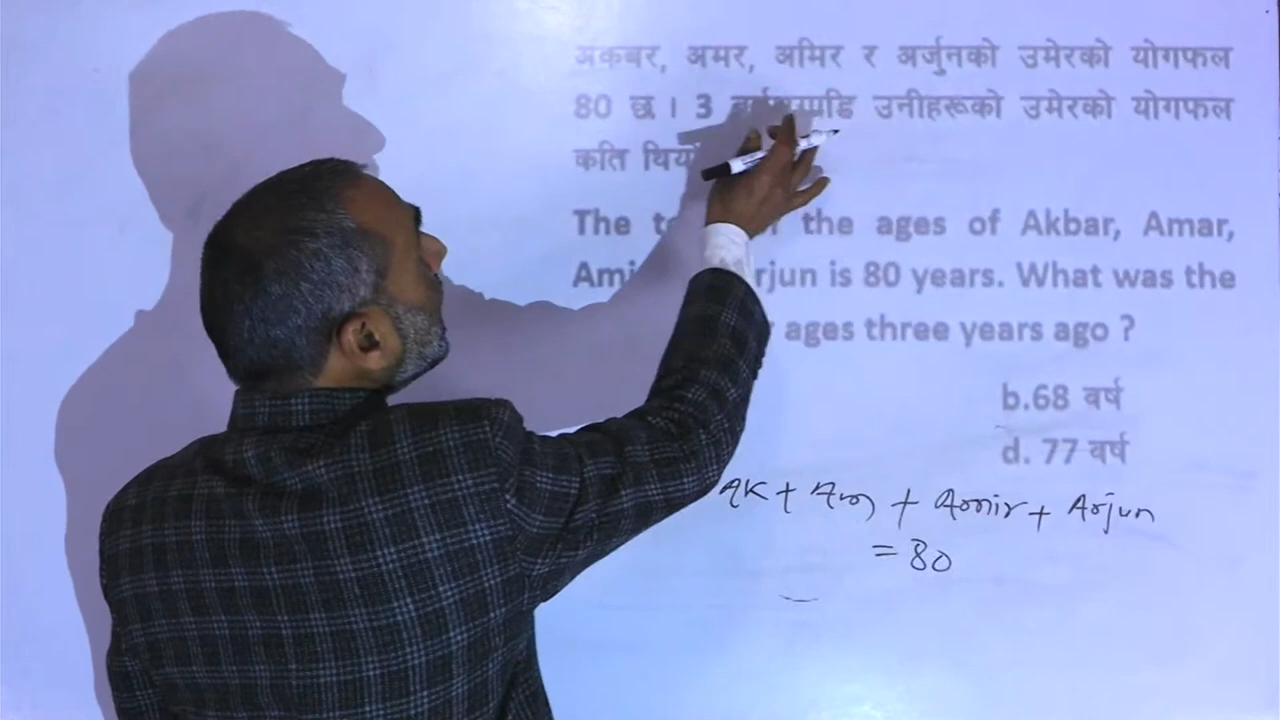 अकबर, अमर, अमिर र अर्जुनको उमेरको योगफल
80 छ । 3 उनीहरूको उमेरको योगफल
कति
The the ages of Akbar, Amar,
is 80 years. What was the
ages three years ago ?
b.68 वर्ष
d. 77 वर्ष
AK + Am + Amir + Arjun
= 80